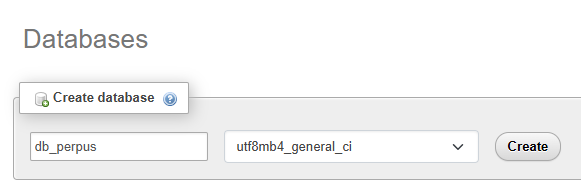 Databases
Create database
db_perpus utf8mb4_general_ci Create